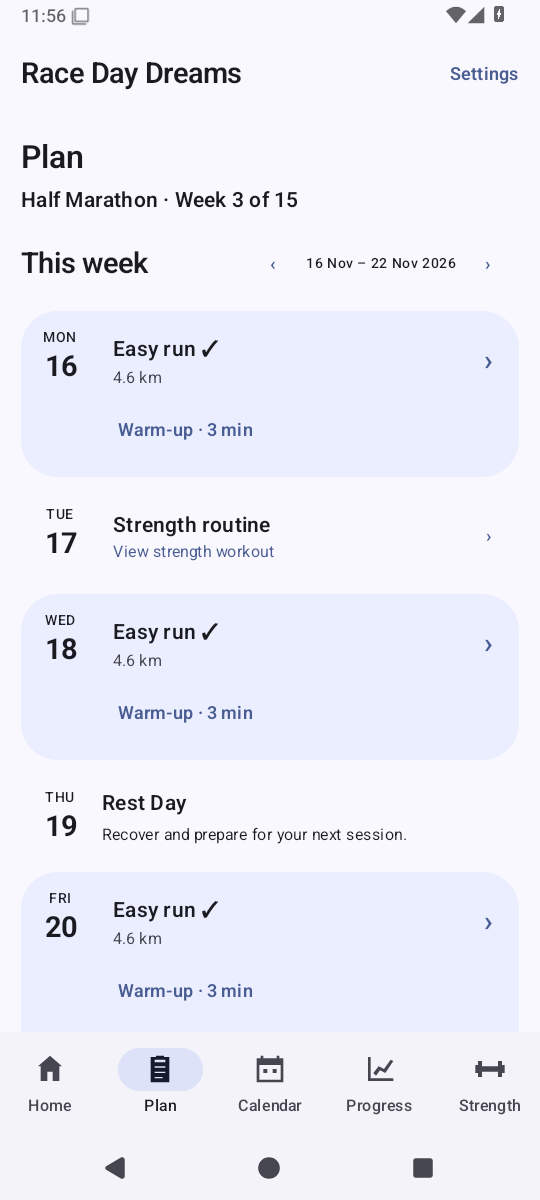 11:56
Race Day Dreams
Settings
Plan
Half Marathon · Week 3 of 15
This week
‹ 16 Nov – 22 Nov 2026 ›
MON
16
Easy run ✓
4.6 km
›
Warm-up · 3 min
TUE
17
Strength routine
View strength workout
›
WED
18
Easy run ✓
4.6 km
›
Warm-up · 3 min
THU
19
Rest Day
Recover and prepare for your next session.
FRI
20
Easy run ✓
4.6 km
›
Warm-up · 3 min
Home
Plan
Calendar
Progress
Strength